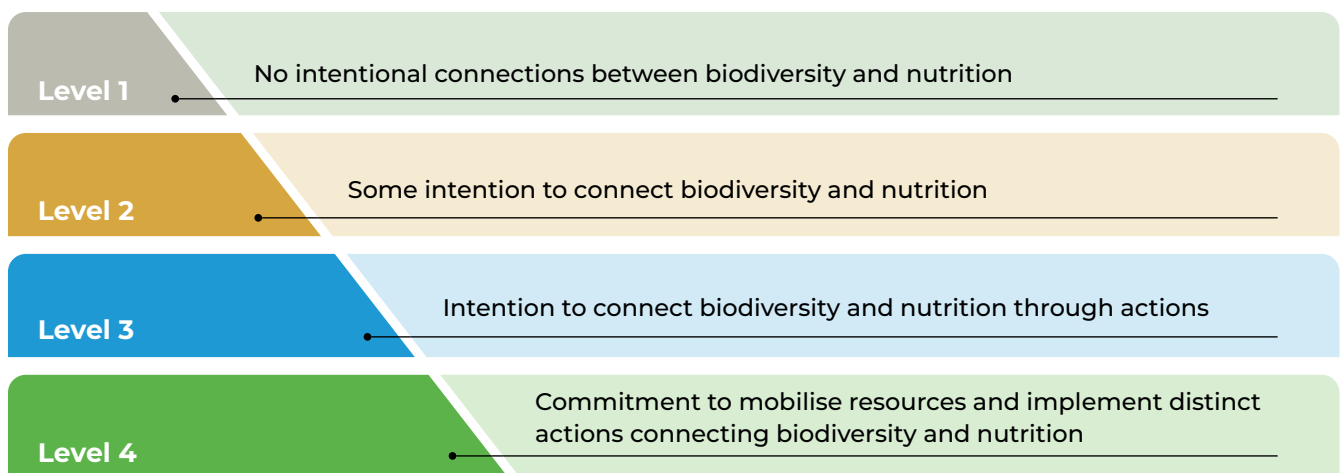 Level 1
No intentional connections between biodiversity and nutrition
Level 2
Some intention to connect biodiversity and nutrition
Level 3
Intention to connect biodiversity and nutrition through actions
Level 4
Commitment to mobilise resources and implement distinct
actions connecting biodiversity and nutrition